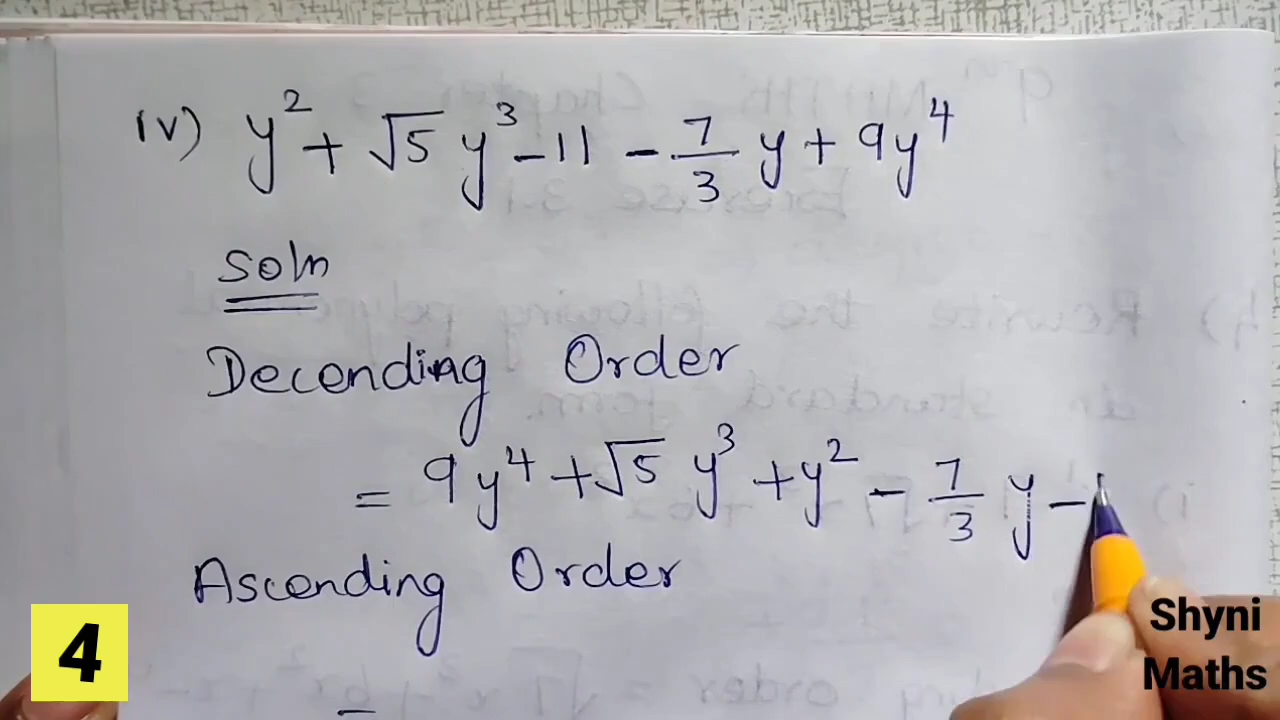 iv) y² + √5 y³ - 11 - 7/3 y + 9y⁴
Soln
Decending Order
= 9y⁴ + √5 y³ + y² - 7/3 y -
Ascending Order
4
Shyni
Maths